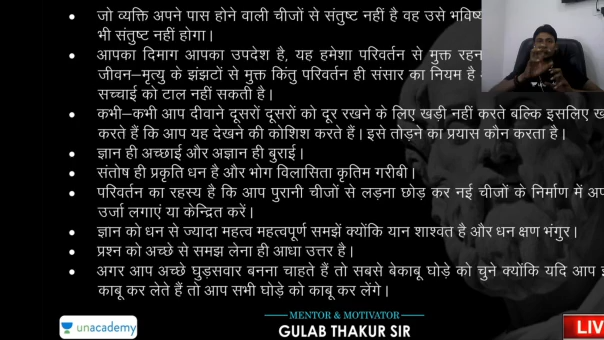 जो व्यक्ति अपने पास होने वाली चीजों से संतुष्ट नहीं है वह उसे भविष्य
भी संतुष्ट नहीं होगा।
आपका दिमाग आपका उपदेश है, यह हमेशा परिवर्तन से मुक्त रहन
जीवन–मृत्यु के झंझटों से मुक्त किंतु परिवर्तन ही संसार का नियम है
सच्चाई को टाल नहीं सकती है।
कभी–कभी आप दीवाने दूसरों दूसरों को दूर रखने के लिए खड़ी नहीं करते बल्कि इसलिए ख
करते हैं कि आप यह देखने की कोशिश करते हैं। इसे तोड़ने का प्रयास कौन करता है।
ज्ञान ही अच्छाई और अज्ञान ही बुराई।
संतोष ही प्रकृति धन है और भोग विलासिता कृतिम गरीबी।
परिवर्तन का रहस्य है कि आप पुरानी चीजों से लड़ना छोड़ कर नई चीजों के निर्माण में अप
उर्जा लगाएं या केन्द्रित करें।
ज्ञान को धन से ज्यादा महत्व महत्वपूर्ण समझें क्योंकि यान शाश्वत है और धन क्षण भंगुर।
प्रश्न को अच्छे से समझ लेना ही आधा उत्तर है।
अगर आप अच्छे घुड़सवार बनना चाहते हैं तो सबसे बेकाबू घोड़े को चुने क्योंकि यदि आप इ
काबू कर लेते हैं तो आप सभी घोड़े को काबू कर लेंगे।
unacademy
MENTOR & MOTIVATOR
GULAB THAKUR SIR
LIV